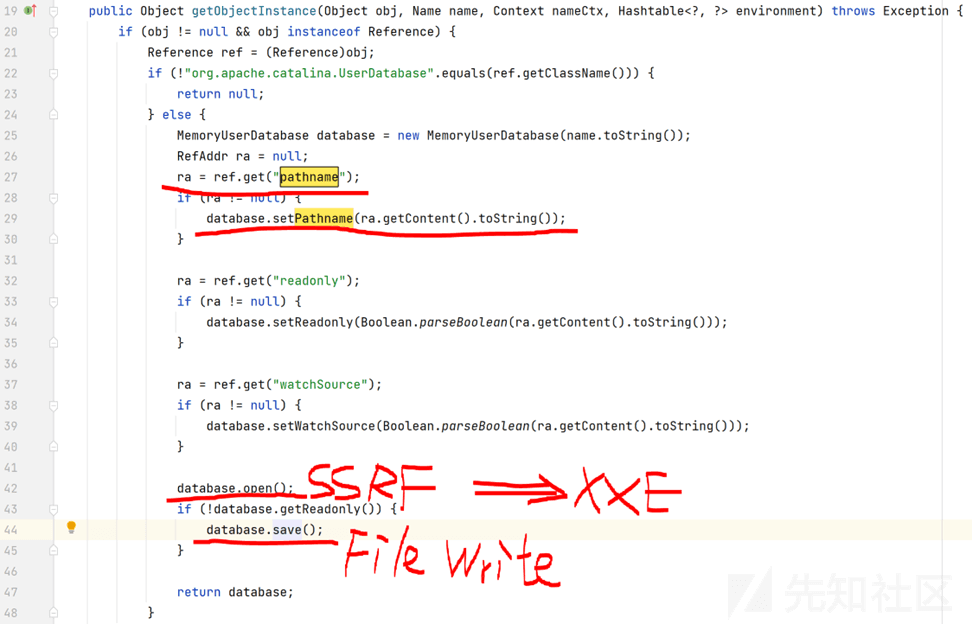 19 public Object getObjectInstance(Object obj, Name name, Context nameCtx, Hashtable<?, ?> environment) throws Exception {
20 if (obj != null && obj instanceof Reference) {
21 Reference ref = (Reference)obj;
22 if (!"org.apache.catalina.UserDatabase".equals(ref.getClassName())) {
23 return null;
24 } else {
25 MemoryUserDatabase database = new MemoryUserDatabase(name.toString());
26 RefAddr ra = null;
27 ra = ref.get("pathname");
28 if (ra != null) {
29 database.setPathname(ra.getContent().toString());
30 }
31
32 ra = ref.get("readonly");
33 if (ra != null) {
34 database.setReadonly(Boolean.parseBoolean(ra.getContent().toString()));
35 }
36
37 ra = ref.get("watchSource");
38 if (ra != null) {
39 database.setWatchSource(Boolean.parseBoolean(ra.getContent().toString()));
40 }
41
42 database.open(); SSRF ⟹ XXE
43 if (!database.getReadonly()) {
44 database.save();
45 } File Write
46
47 return database;
48 }
先知社区